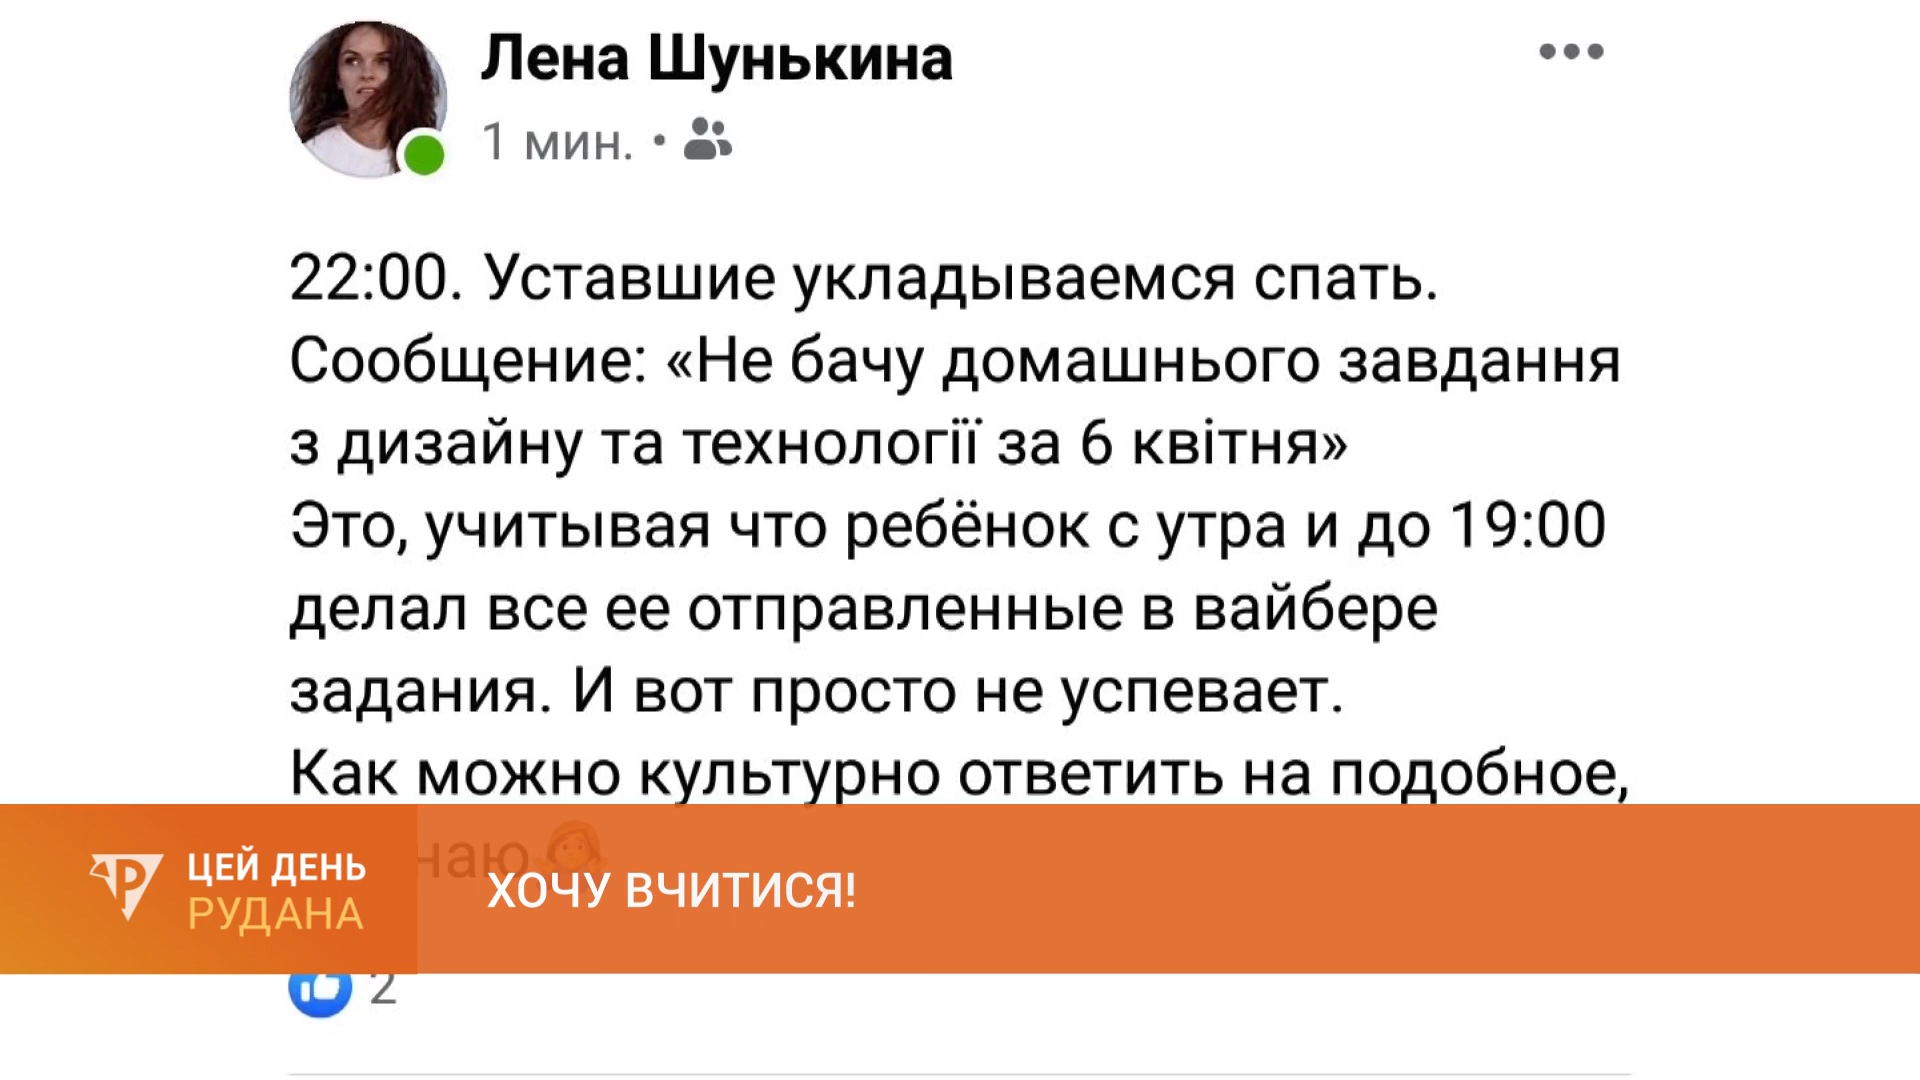 Лена Шунькина
1 мин.
22:00. Уставшие укладываемся спать.
Сообщение: «Не бачу домашнього завдання
з дизайну та технології за 6 квітня»
Это, учитывая что ребёнок с утра и до 19:00
делал все ее отправленные в вайбере
задания. И вот просто не успевает.
Как можно культурно ответить на подобное,
ЦЕЙ ДЕНЬ
РУДАНА
ХОЧУ ВЧИТИСЯ!
2